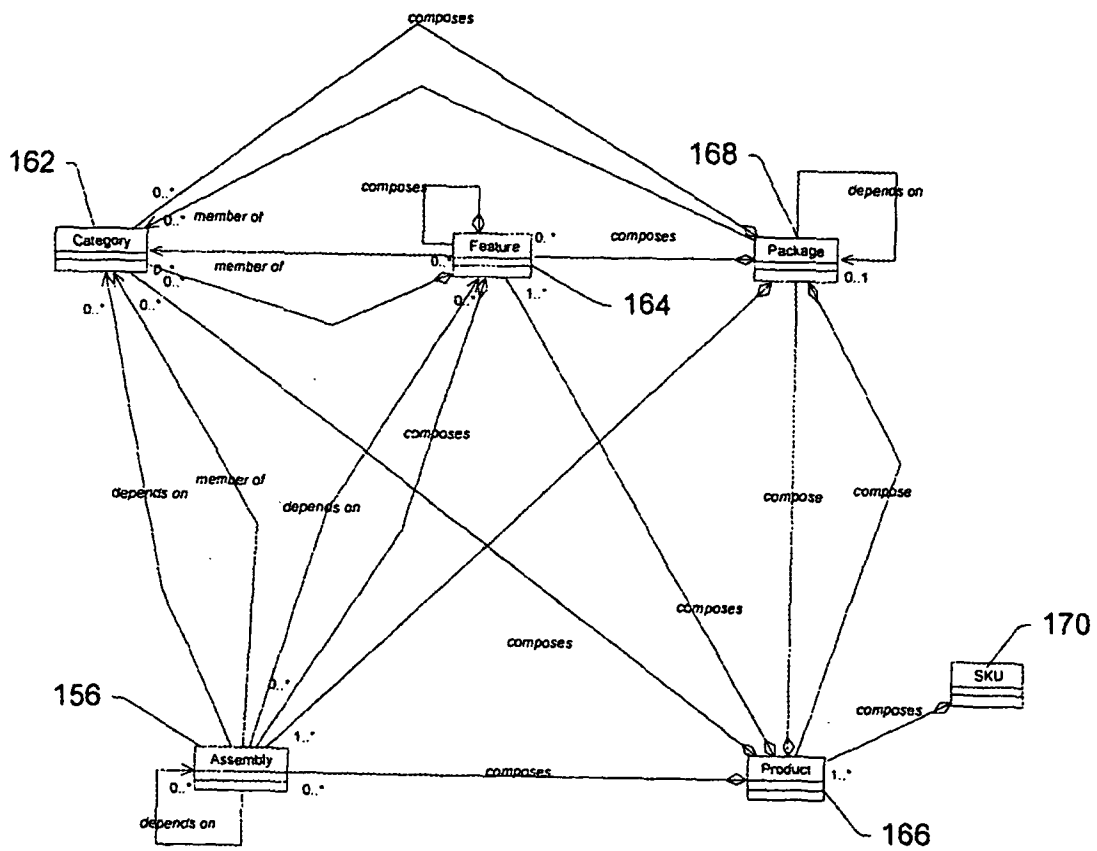 composes
162
168
0..*
composes
depends on
0..*
member of
Category
Feature
0..*
composes
Package
0..*
member of
0..*
0..*
0..1
0..*
0..*
0..*
1..*
164
composes
member of
depends on
depends on
compose
compose
composes
composes
170
SKU
0..*
156
composes
1..*
Assembly
composes
Product
1..*
0..*
0..*
depends on
166